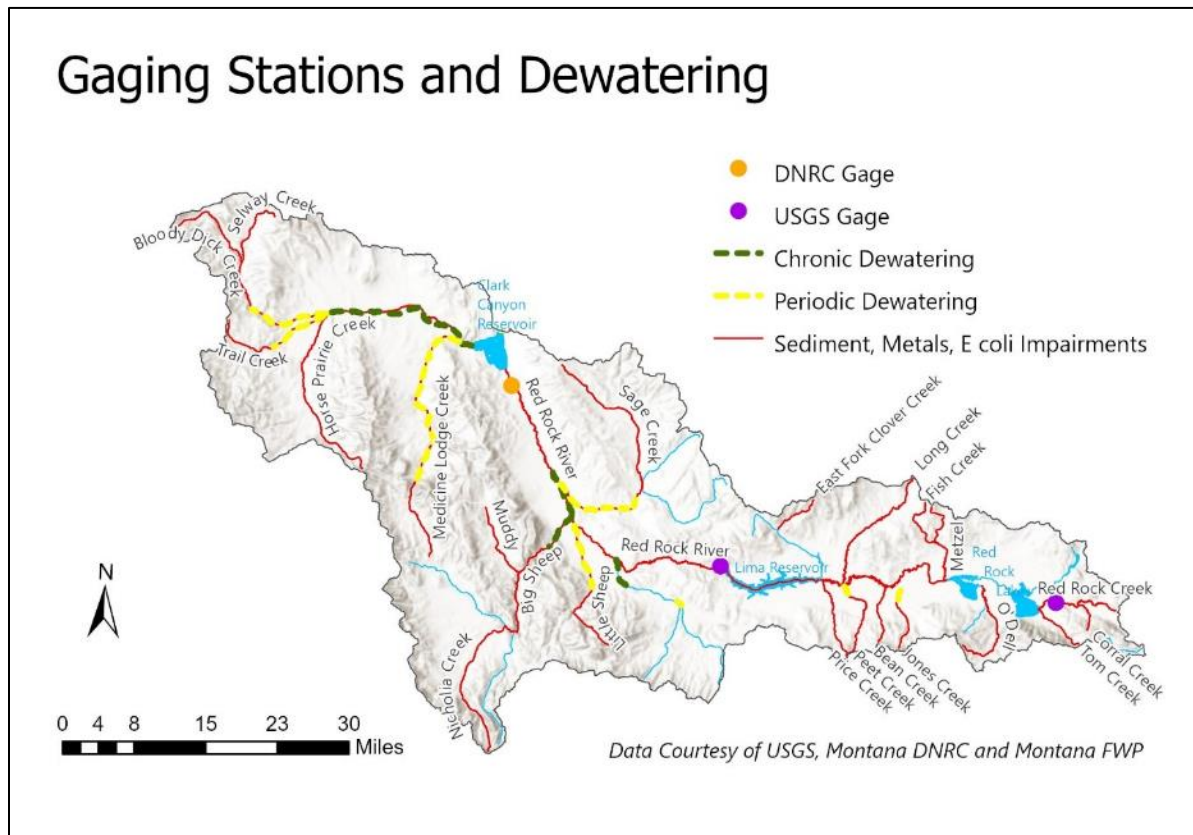 Gaging Stations and Dewatering
DNRC Gage
USGS Gage
Chronic Dewatering
Periodic Dewatering
Sediment, Metals, E coli Impairments
Bloody Dick Creek
Selway Creek
Clark
Canyon
Reservoir
Trail Creek
Horse Prairie Creek
Medicine Lodge Creek
Red Rock River
Sage Creek
East Fork Clover Creek
Long Creek
Fish Creek
Metzel
Muddy
Big Sheep
Little Sheep
Nicholia Creek
Red Rock River
Lima Reservoir
Red
Rock
Red Rock Creek
O'Dell
Corral Creek
Tom Creek
Jones Creek
Bean Creek
Peet Creek
Price Creek
N
0 4 8 15 23 30
Miles
Data Courtesy of USGS, Montana DNRC and Montana FWP